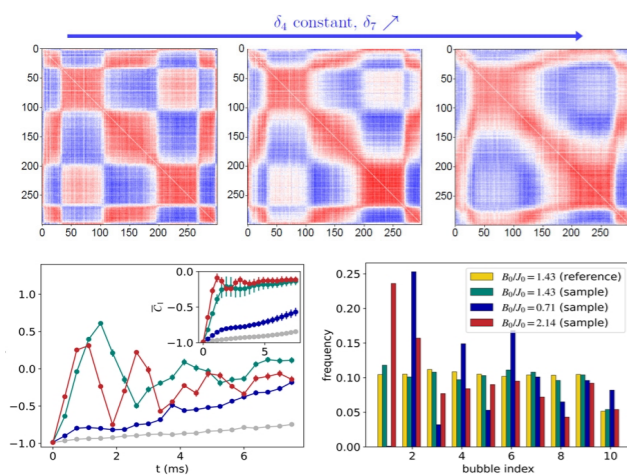 δ₄ constant, δ₇ ↗
0
50
100
150
200
250
0 50 100 150 200 250
0
50
100
150
200
250
0 50 100 150 200 250
0
50
100
150
200
250
0 50 100 150 200 250
1.0
0.5
0.0
−0.5
−1.0
0 2 4 6
t (ms)
0.0
−0.5
−1.0
0 5
C̅₁
0.25
0.20
0.15
0.10
0.05
0.00
frequency
B₀/J₀ = 1.43 (reference)
B₀/J₀ = 1.43 (sample)
B₀/J₀ = 0.71 (sample)
B₀/J₀ = 2.14 (sample)
2 4 6 8 10
bubble index